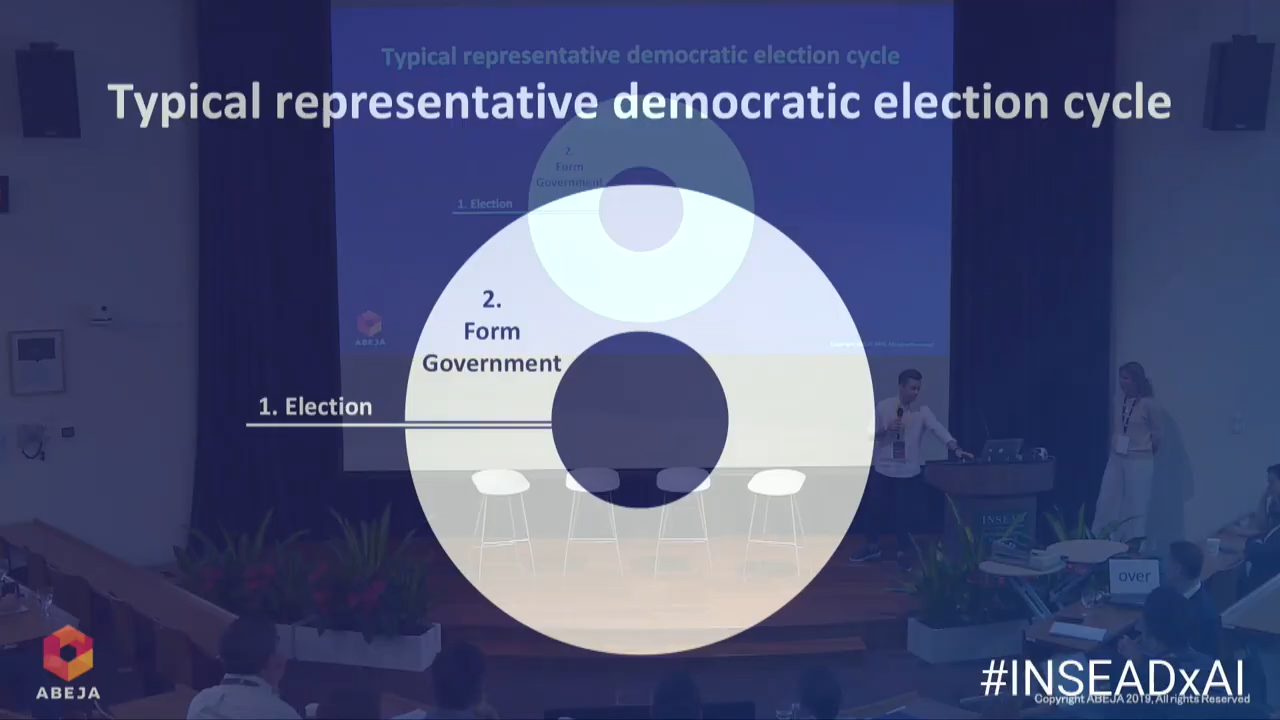 Typical representative democratic election cycle
Typical representative democratic election cycle
2.
Form
Government
1. Election
2.
Form
Government
1. Election
ABEJA
INSEAD
over
ABEJA
#INSEADxAI
Copyright ABEJA 2019, All rights Reserved